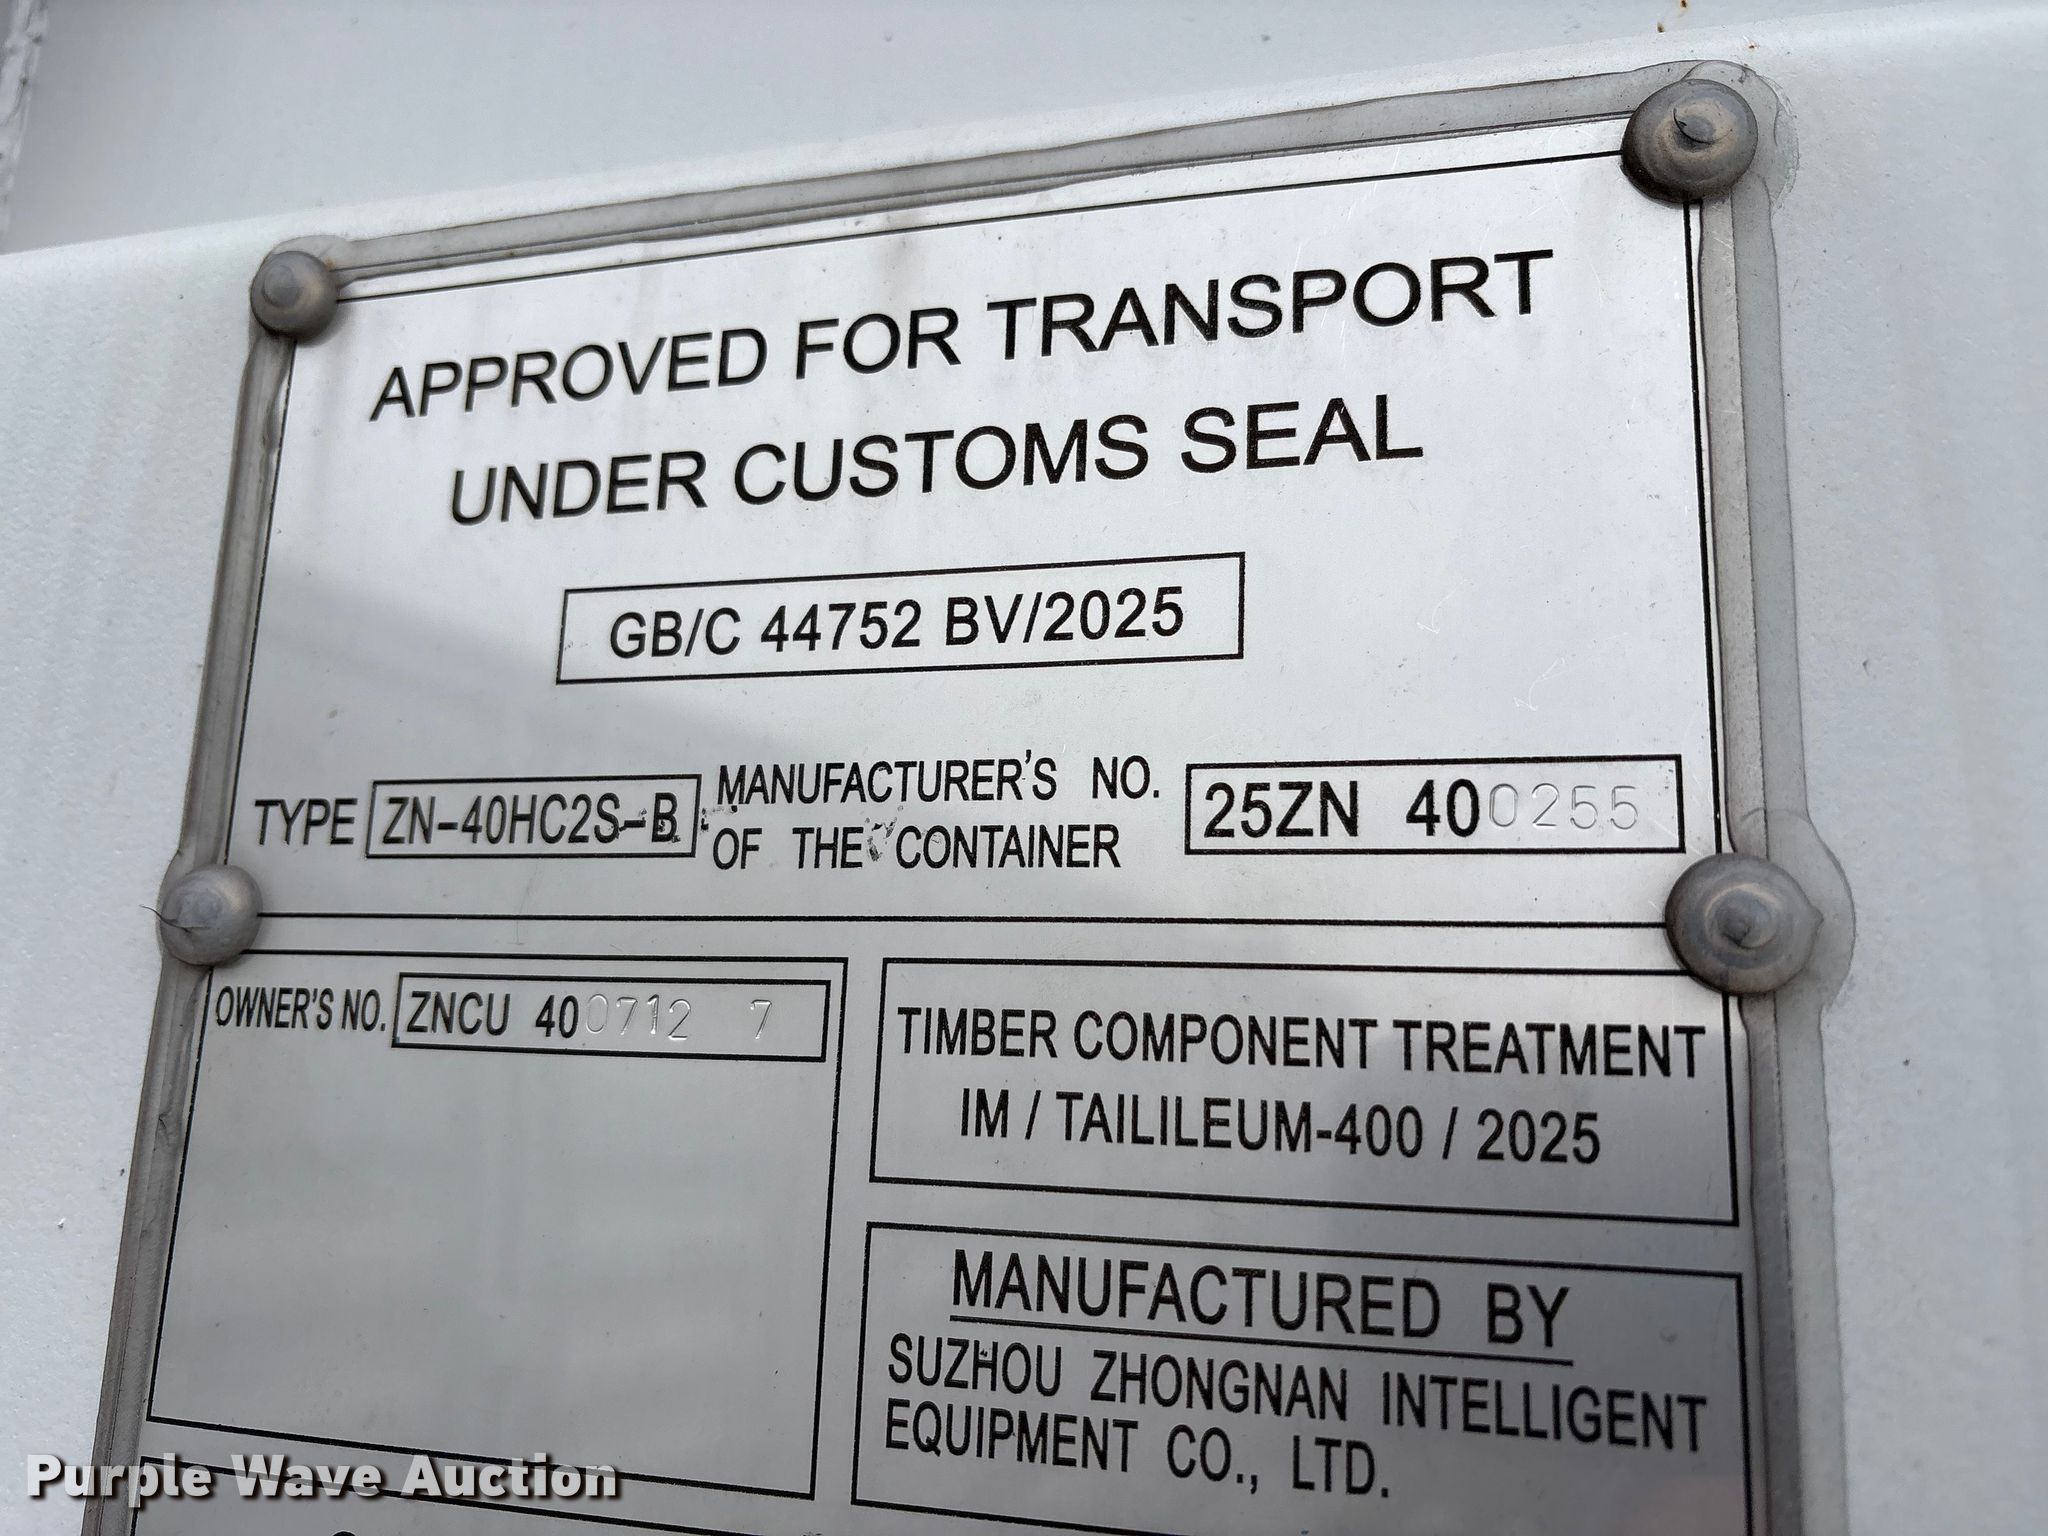 APPROVED FOR TRANSPORT
UNDER CUSTOMS SEAL
GB/C 44752 BV/2025
TYPE ZN-40HC2S-B MANUFACTURER'S NO.
OF THE CONTAINER 25ZN 400255
OWNER'S NO. ZNCU 400712 7
TIMBER COMPONENT TREATMENT
IM / TAILILEUM-400 / 2025
MANUFACTURED BY
SUZHOU ZHONGNAN INTELLIGENT
EQUIPMENT CO., LTD.
Purple Wave Auction